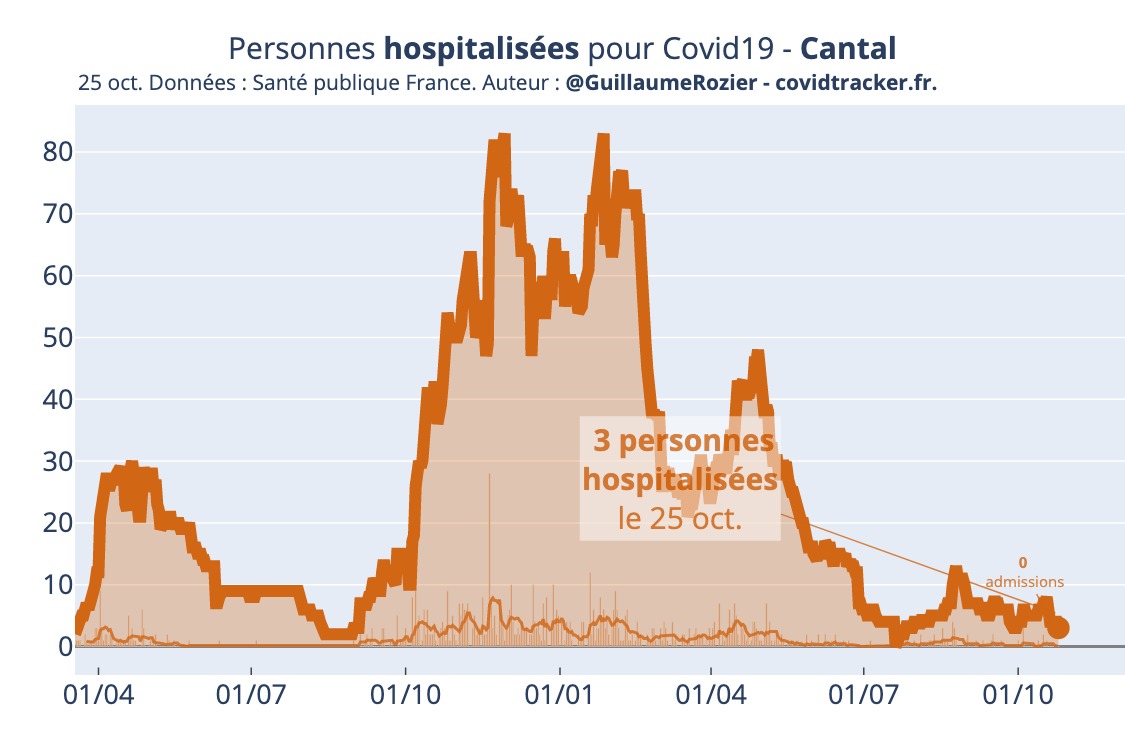 Personnes hospitalisées pour Covid19 - Cantal
25 oct. Données : Santé publique France. Auteur : @GuillaumeRozier - covidtracker.fr.
80
70
60
50
40
30
20
10
0
3 personnes
hospitalisées
le 25 oct.
0
admissions
01/04 01/07 01/10 01/01 01/04 01/07 01/10